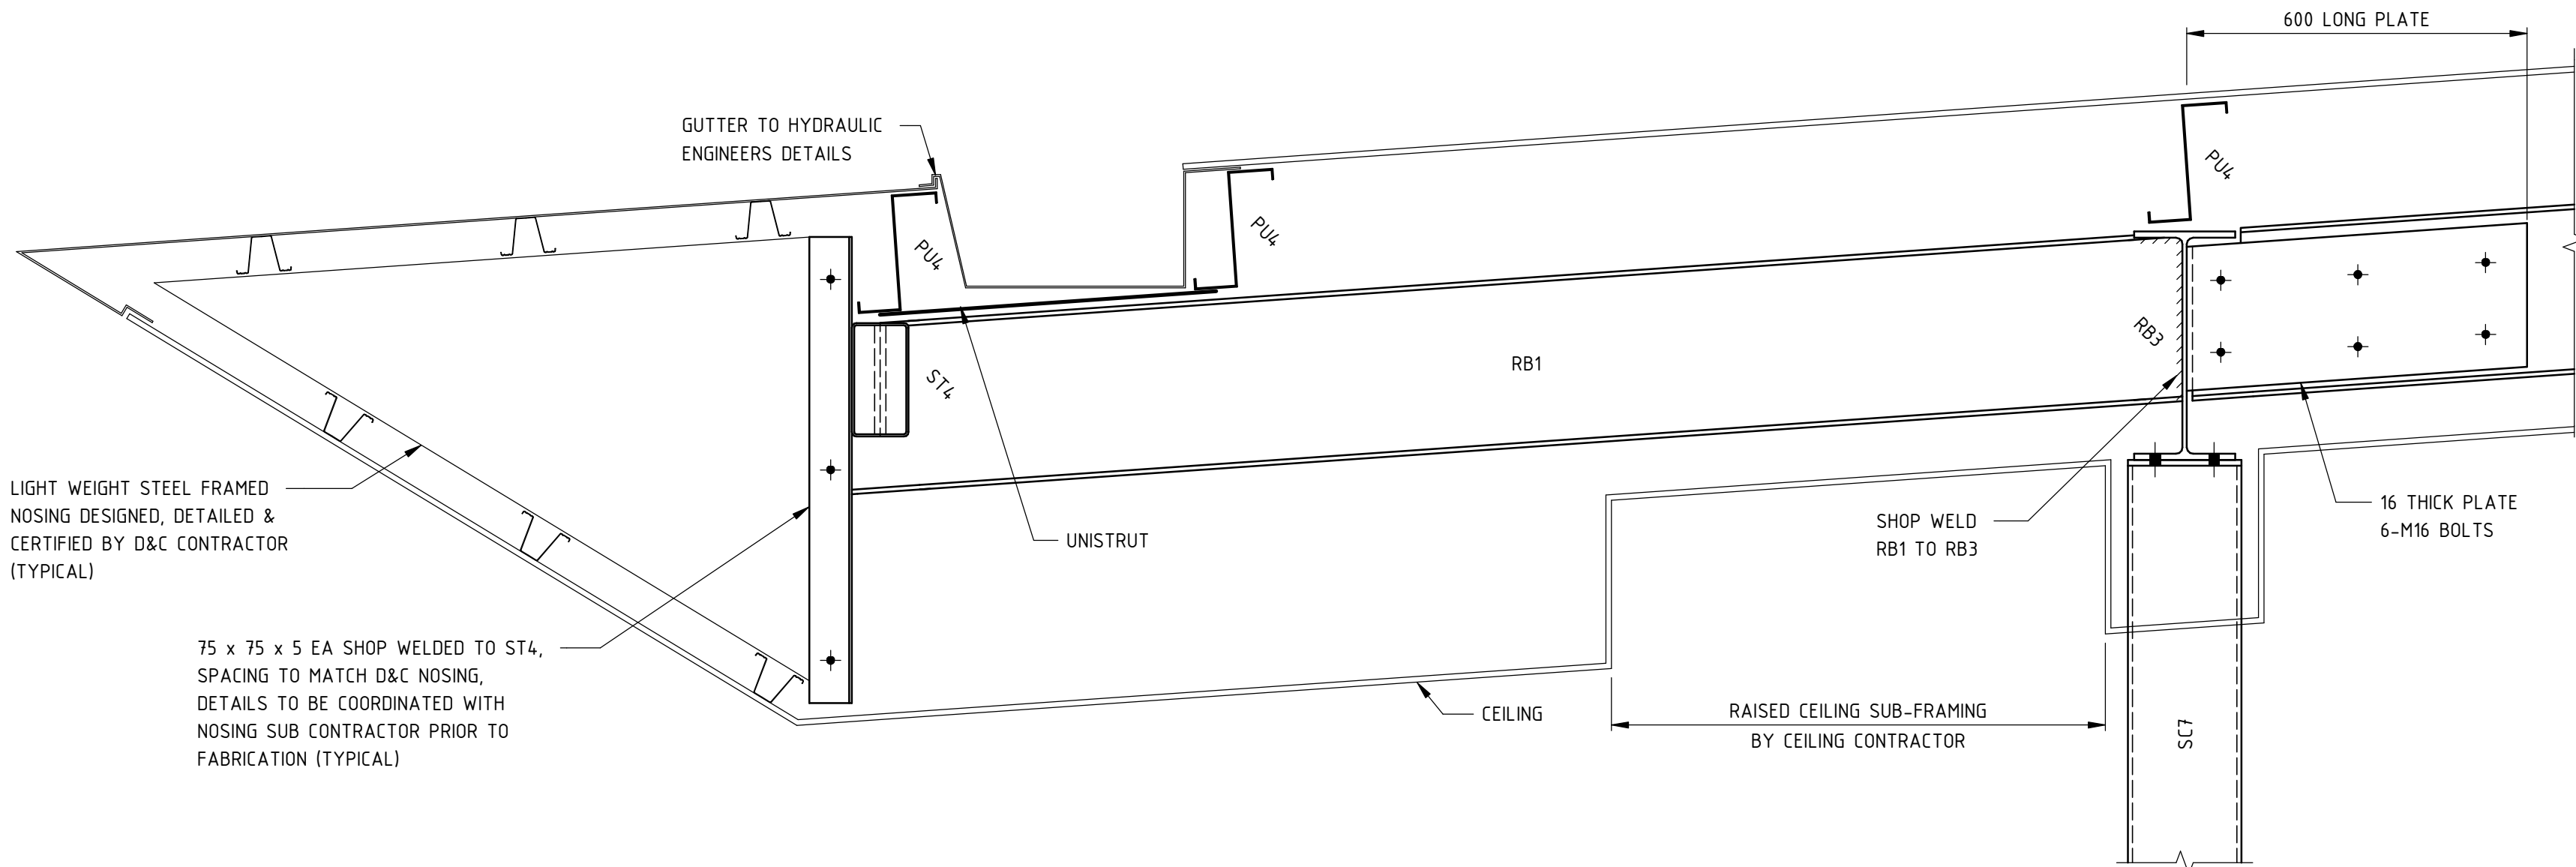 600 LONG PLATE
GUTTER TO HYDRAULIC
ENGINEERS DETAILS
PU4
PU4
PU4
ST4
RB1
RB3
LIGHT WEIGHT STEEL FRAMED
NOSING DESIGNED, DETAILED &
CERTIFIED BY D&C CONTRACTOR
(TYPICAL)
UNISTRUT
SHOP WELD
RB1 TO RB3
16 THICK PLATE
6-M16 BOLTS
75 x 75 x 5 EA SHOP WELDED TO ST4,
SPACING TO MATCH D&C NOSING,
DETAILS TO BE COORDINATED WITH
NOSING SUB CONTRACTOR PRIOR TO
FABRICATION (TYPICAL)
CEILING
RAISED CEILING SUB-FRAMING
BY CEILING CONTRACTOR
SC7